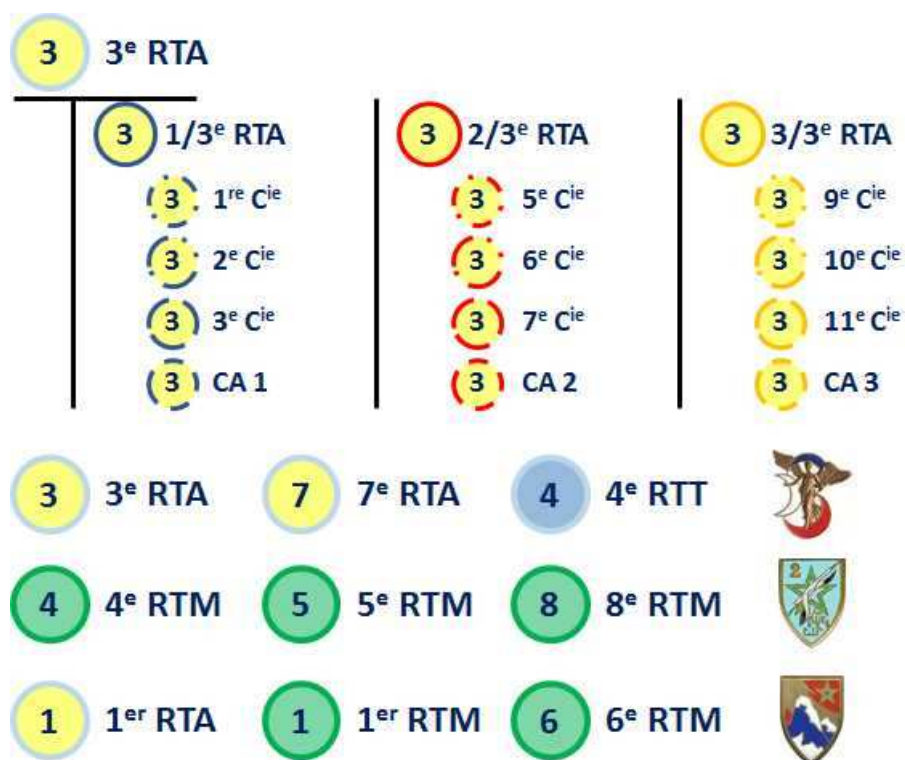 3 3e RTA
3 1/3e RTA 3 2/3e RTA 3 3/3e RTA
3 1re Cie 3 5e Cie 3 9e Cie
3 2e Cie 3 6e Cie 3 10e Cie
3 3e Cie 3 7e Cie 3 11e Cie
3 CA 1 3 CA 2 3 CA 3
3 3e RTA 7 7e RTA 4 4e RTT
4 4e RTM 5 5e RTM 8 8e RTM 2
1 1er RTA 1 1er RTM 6 6e RTM